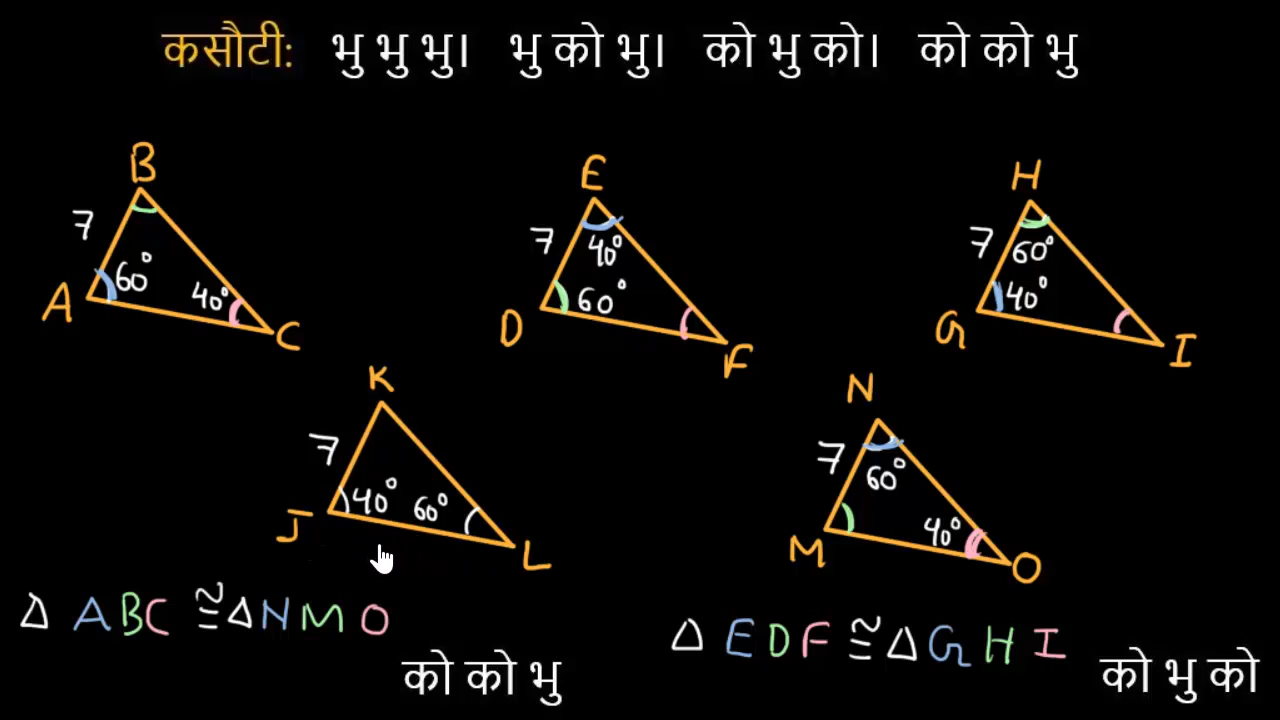 कसौटी: भु भु भु। भु को भु। को भु को। को को भु
B E H
7 60° 40° 7 40° 60° 7 60° 40°
A C D F G I
K N
7 40° 60° 7 60° 40°
J L M O
Δ ABC ≅ Δ NMO
को को भु
Δ EDF ≅ Δ GHI
को भु को